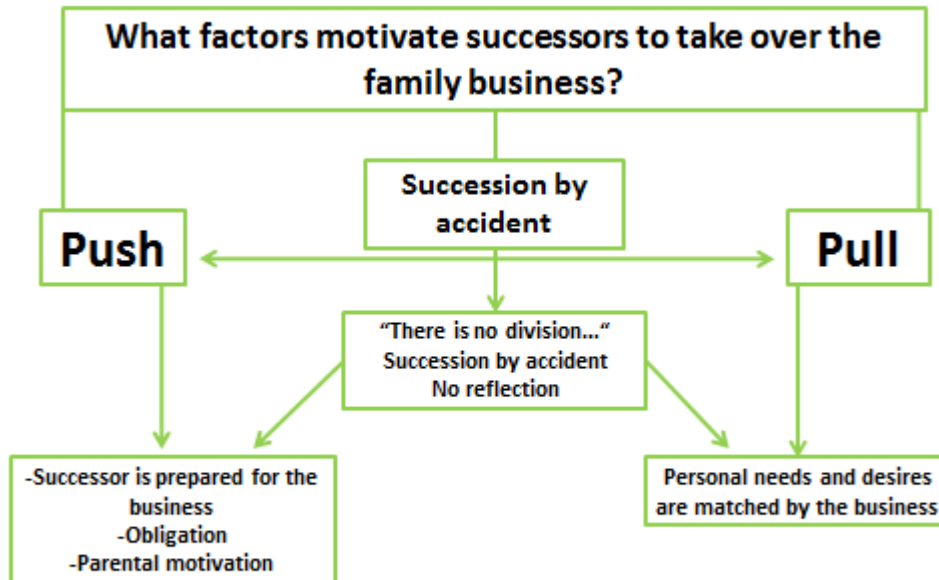 What factors motivate successors to take over the
family business?
Succession by
accident
Push
Pull
“There is no division...“
Succession by accident
No reflection
-Successor is prepared for the
business
-Obligation
-Parental motivation
Personal needs and desires
are matched by the business